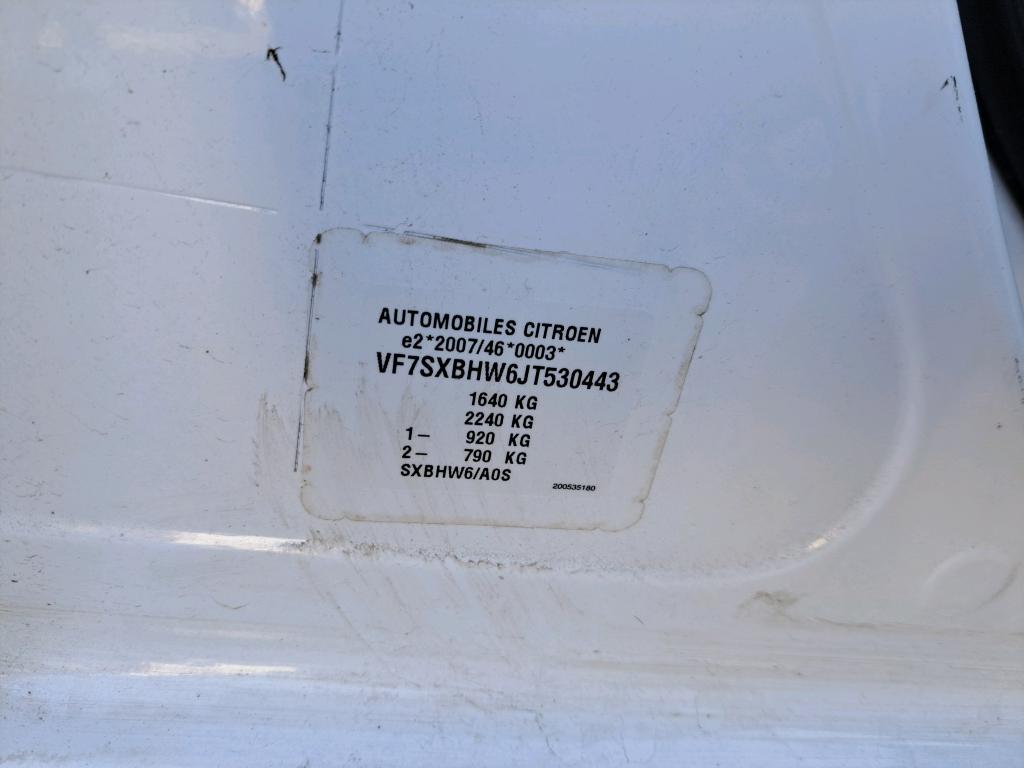 AUTOMOBILES CITROEN
e2*2007/46*0003*
VF7SXBHW6JT530443
1640 KG
2240 KG
1– 920 KG
2– 790 KG
SXBHW6/A0S
200535180